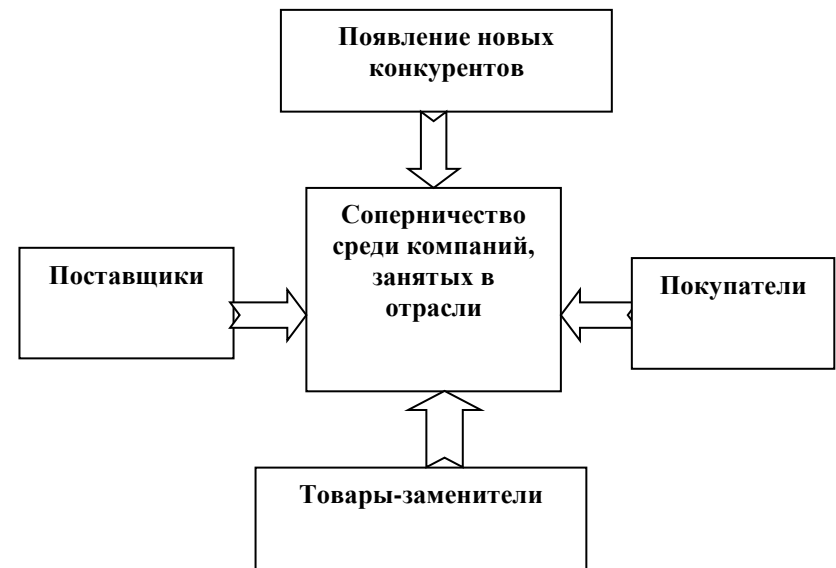 Появление новых
конкурентов
Соперничество
среди компаний,
занятых в
отрасли
Поставщики
Покупатели
Товары-заменители